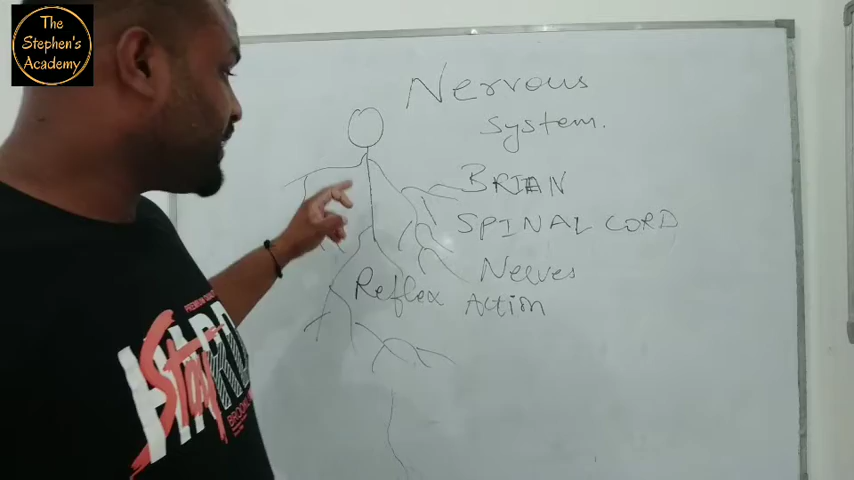 The
Stephen's
Academy
Nervous
System.
BRIAN
SPINAL CORD
Nerves
Reflex Action